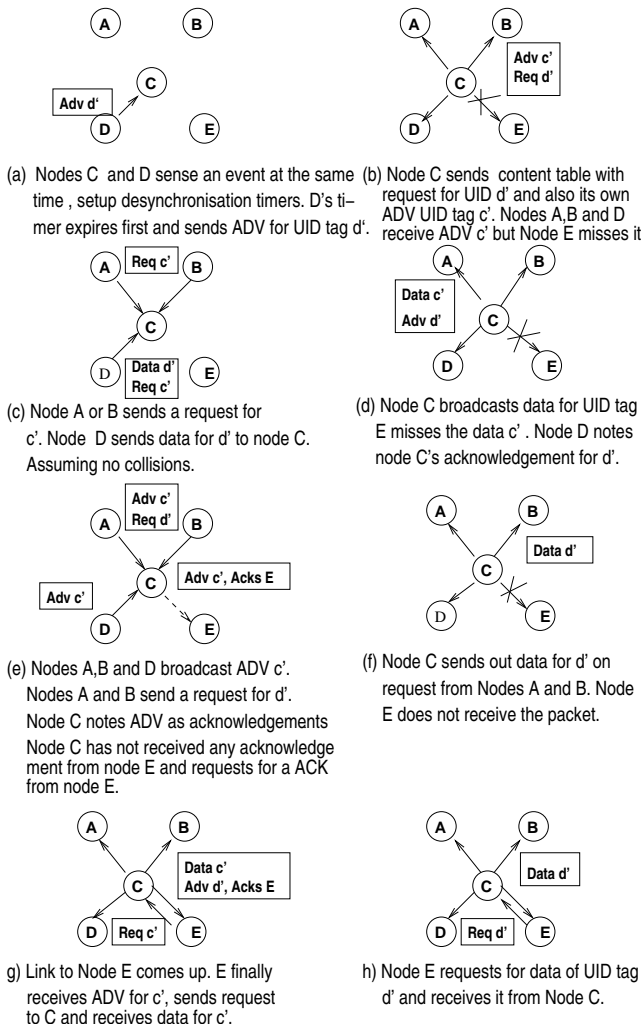 A
B
C
Adv d‘
D
E
(a) Nodes C and D sense an event at the same
time , setup desynchronisation timers. D’s ti–
mer expires first and sends ADV for UID tag d‘.
A
B
Adv c’
Req d’
C
D
E
(b) Node C sends content table with
request for UID d’ and also its own
ADV UID tag c’. Nodes A,B and D
receive ADV c’ but Node E misses it
A
Req c’
B
C
D
Data d’
Req c’
E
(c) Node A or B sends a request for
c’. Node D sends data for d’ to node C.
Assuming no collisions.
A
B
Data c’
Adv d’
C
D
E
(d) Node C broadcasts data for UID tag
E misses the data c’ . Node D notes
node C’s acknowledgement for d’.
Adv c’
Req d’
A
B
C
Adv c’, Acks E
Adv c’
D
E
(e) Nodes A,B and D broadcast ADV c’.
Nodes A and B send a request for d’.
Node C notes ADV as acknowledgements
Node C has not received any acknowledge
ment from node E and requests for a ACK
from node E.
A
B
Data d’
C
D
E
(f) Node C sends out data for d’ on
request from Nodes A and B. Node
E does not receive the packet.
A
B
Data c’
Adv d’, Acks E
C
D
Req c’
E
g) Link to Node E comes up. E finally
receives ADV for c’, sends request
to C and receives data for c’.
A
B
Data d’
C
D
Req d’
E
h) Node E requests for data of UID tag
d’ and receives it from Node C.